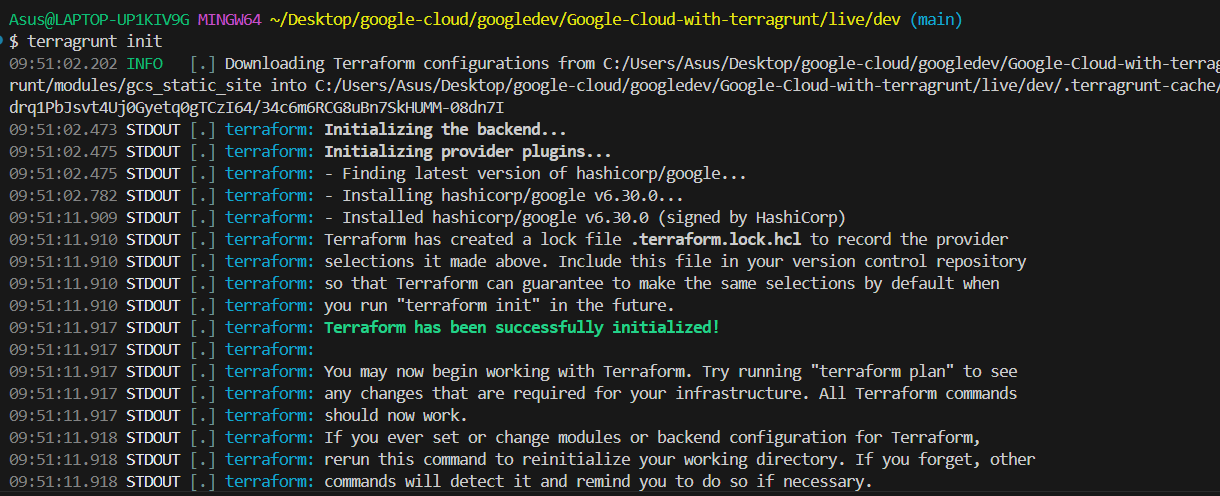 Asus@LAPTOP-UP1KIV9G MINGW64 ~/Desktop/google-cloud/googledev/Google-Cloud-with-terragrunt/live/dev (main)
$ terragrunt init
09:51:02.202 INFO   [.] Downloading Terraform configurations from C:/Users/Asus/Desktop/google-cloud/googledev/Google-Cloud-with-terrag
runt/modules/gcs_static_site into C:/Users/Asus/Desktop/google-cloud/googledev/Google-Cloud-with-terragrunt/live/dev/.terragrunt-cache/
drq1PbJsvt4Uj0Gyetq0gTCzI64/34c6m6RCG8uBn7SkHUMM-08dn7I
09:51:02.473 STDOUT [.] terraform: Initializing the backend...
09:51:02.475 STDOUT [.] terraform: Initializing provider plugins...
09:51:02.475 STDOUT [.] terraform: - Finding latest version of hashicorp/google...
09:51:02.782 STDOUT [.] terraform: - Installing hashicorp/google v6.30.0...
09:51:11.909 STDOUT [.] terraform: - Installed hashicorp/google v6.30.0 (signed by HashiCorp)
09:51:11.910 STDOUT [.] terraform: Terraform has created a lock file .terraform.lock.hcl to record the provider
09:51:11.910 STDOUT [.] terraform: selections it made above. Include this file in your version control repository
09:51:11.910 STDOUT [.] terraform: so that Terraform can guarantee to make the same selections by default when
09:51:11.910 STDOUT [.] terraform: you run "terraform init" in the future.
09:51:11.917 STDOUT [.] terraform: Terraform has been successfully initialized!
09:51:11.917 STDOUT [.] terraform:
09:51:11.917 STDOUT [.] terraform: You may now begin working with Terraform. Try running "terraform plan" to see
09:51:11.917 STDOUT [.] terraform: any changes that are required for your infrastructure. All Terraform commands
09:51:11.917 STDOUT [.] terraform: should now work.
09:51:11.918 STDOUT [.] terraform: If you ever set or change modules or backend configuration for Terraform,
09:51:11.918 STDOUT [.] terraform: rerun this command to reinitialize your working directory. If you forget, other
09:51:11.918 STDOUT [.] terraform: commands will detect it and remind you to do so if necessary.